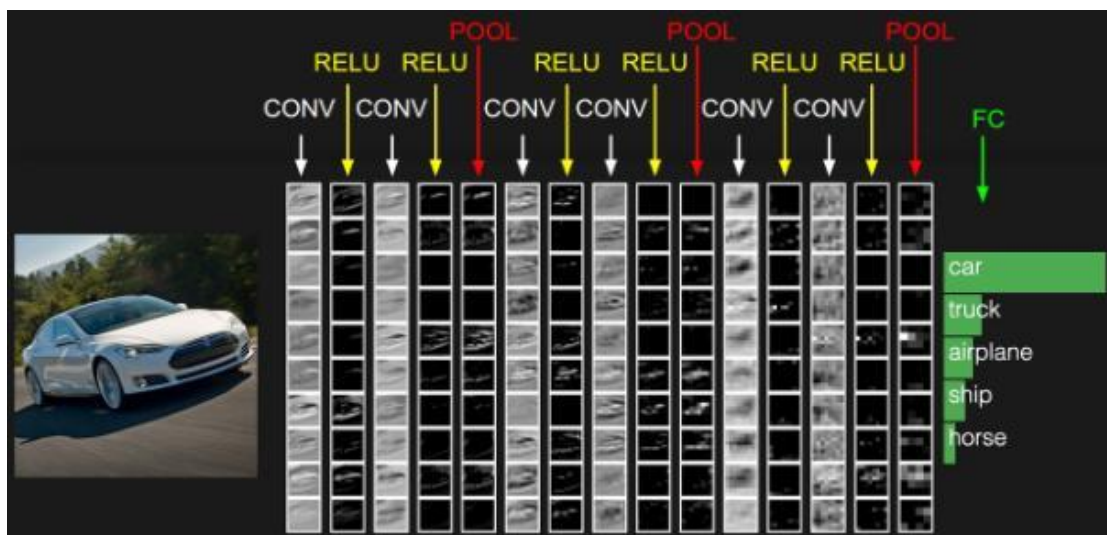 POOL POOL POOL
RELU RELU RELU RELU RELU RELU
CONV CONV CONV CONV CONV CONV
FC
car
truck
airplane
ship
horse